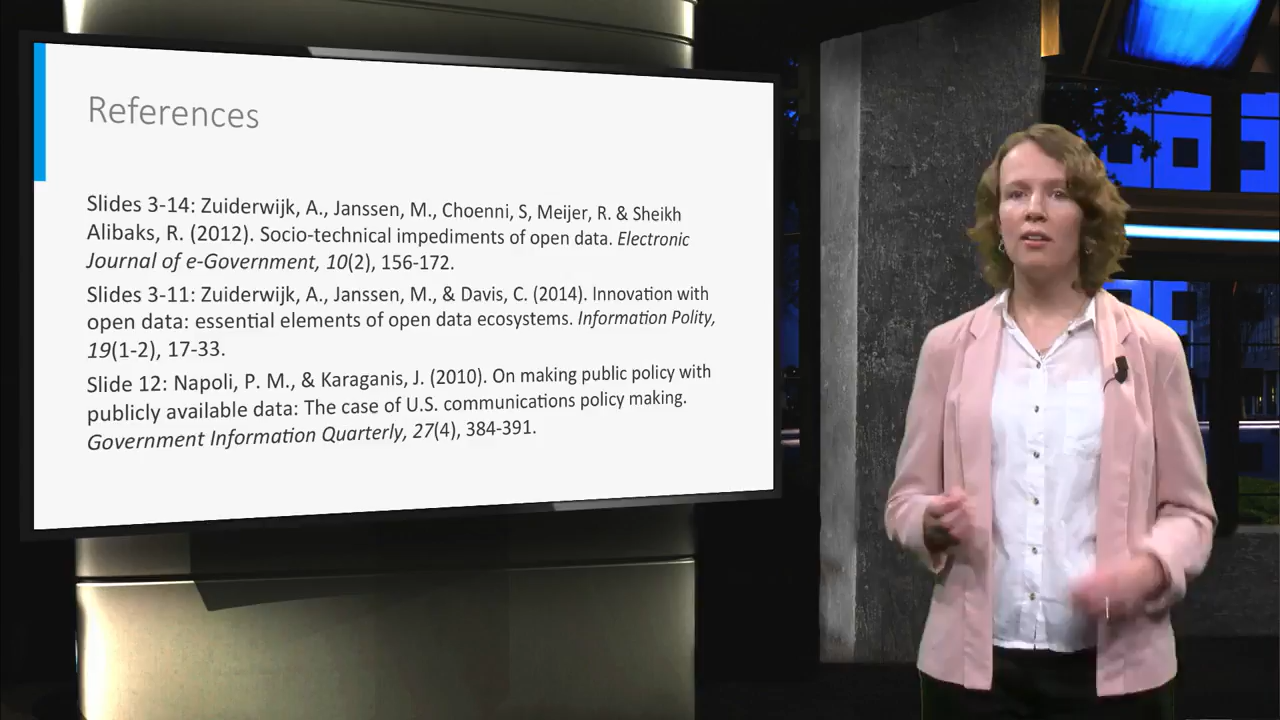 References
Slides 3-14: Zuiderwijk, A., Janssen, M., Choenni, S, Meijer, R. & Sheikh
Alibaks, R. (2012). Socio-technical impediments of open data. Electronic
Journal of e-Government, 10(2), 156-172.
Slides 3-11: Zuiderwijk, A., Janssen, M., & Davis, C. (2014). Innovation with
open data: essential elements of open data ecosystems. Information Polity,
19(1-2), 17-33.
Slide 12: Napoli, P. M., & Karaganis, J. (2010). On making public policy with
publicly available data: The case of U.S. communications policy making.
Government Information Quarterly, 27(4), 384-391.